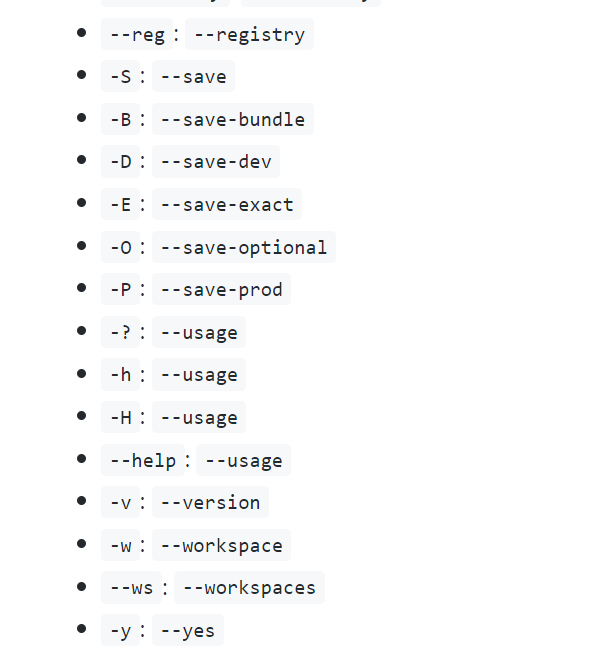 --reg: --registry
-S: --save
-B: --save-bundle
-D: --save-dev
-E: --save-exact
-O: --save-optional
-P: --save-prod
-?: --usage
-h: --usage
-H: --usage
--help: --usage
-v: --version
-w: --workspace
--ws: --workspaces
-y: --yes